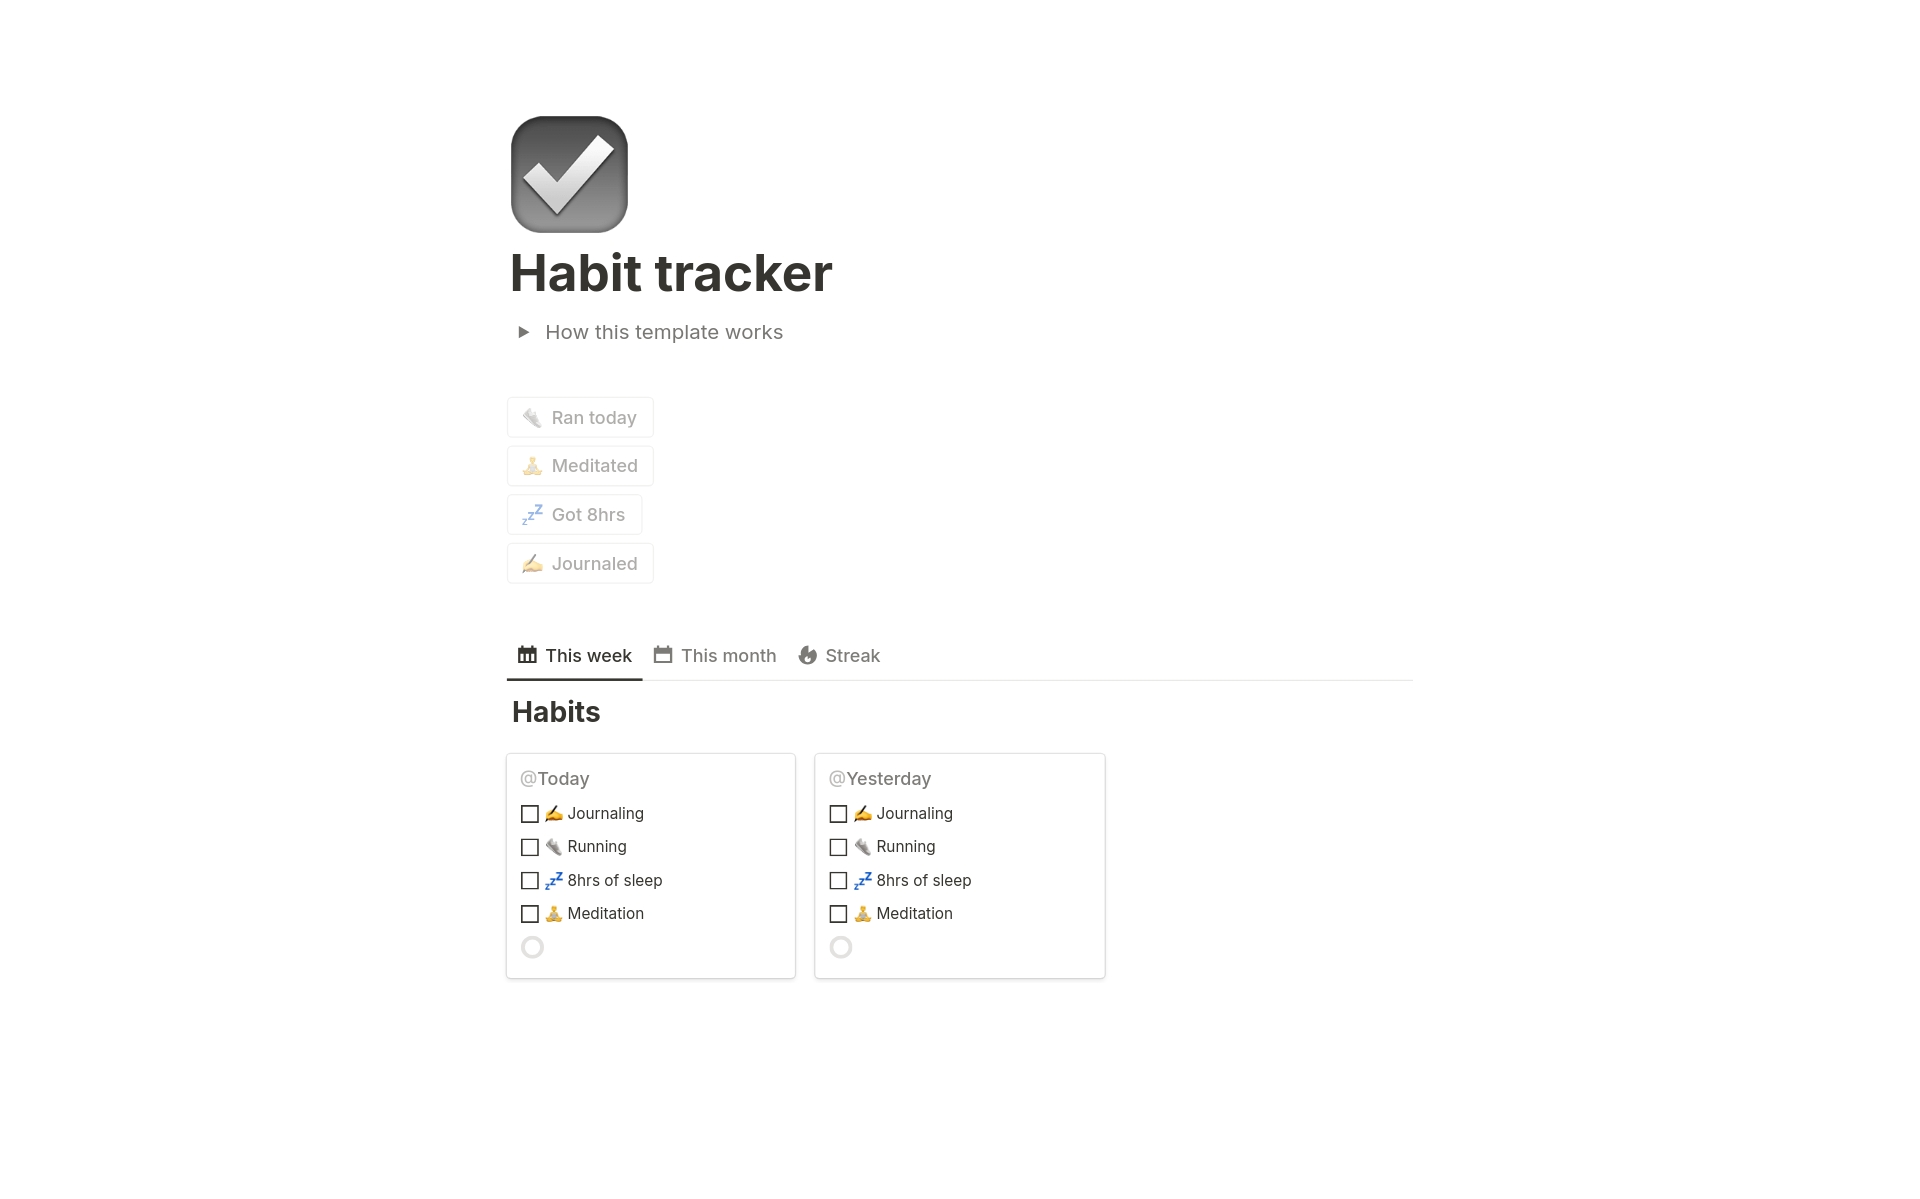 Habit tracker
How this template works
Ran today
Meditated
Got 8hrs
Journaled
This week This month Streak
Habits
@Today
Journaling
Running
8hrs of sleep
Meditation
@Yesterday
Journaling
Running
8hrs of sleep
Meditation